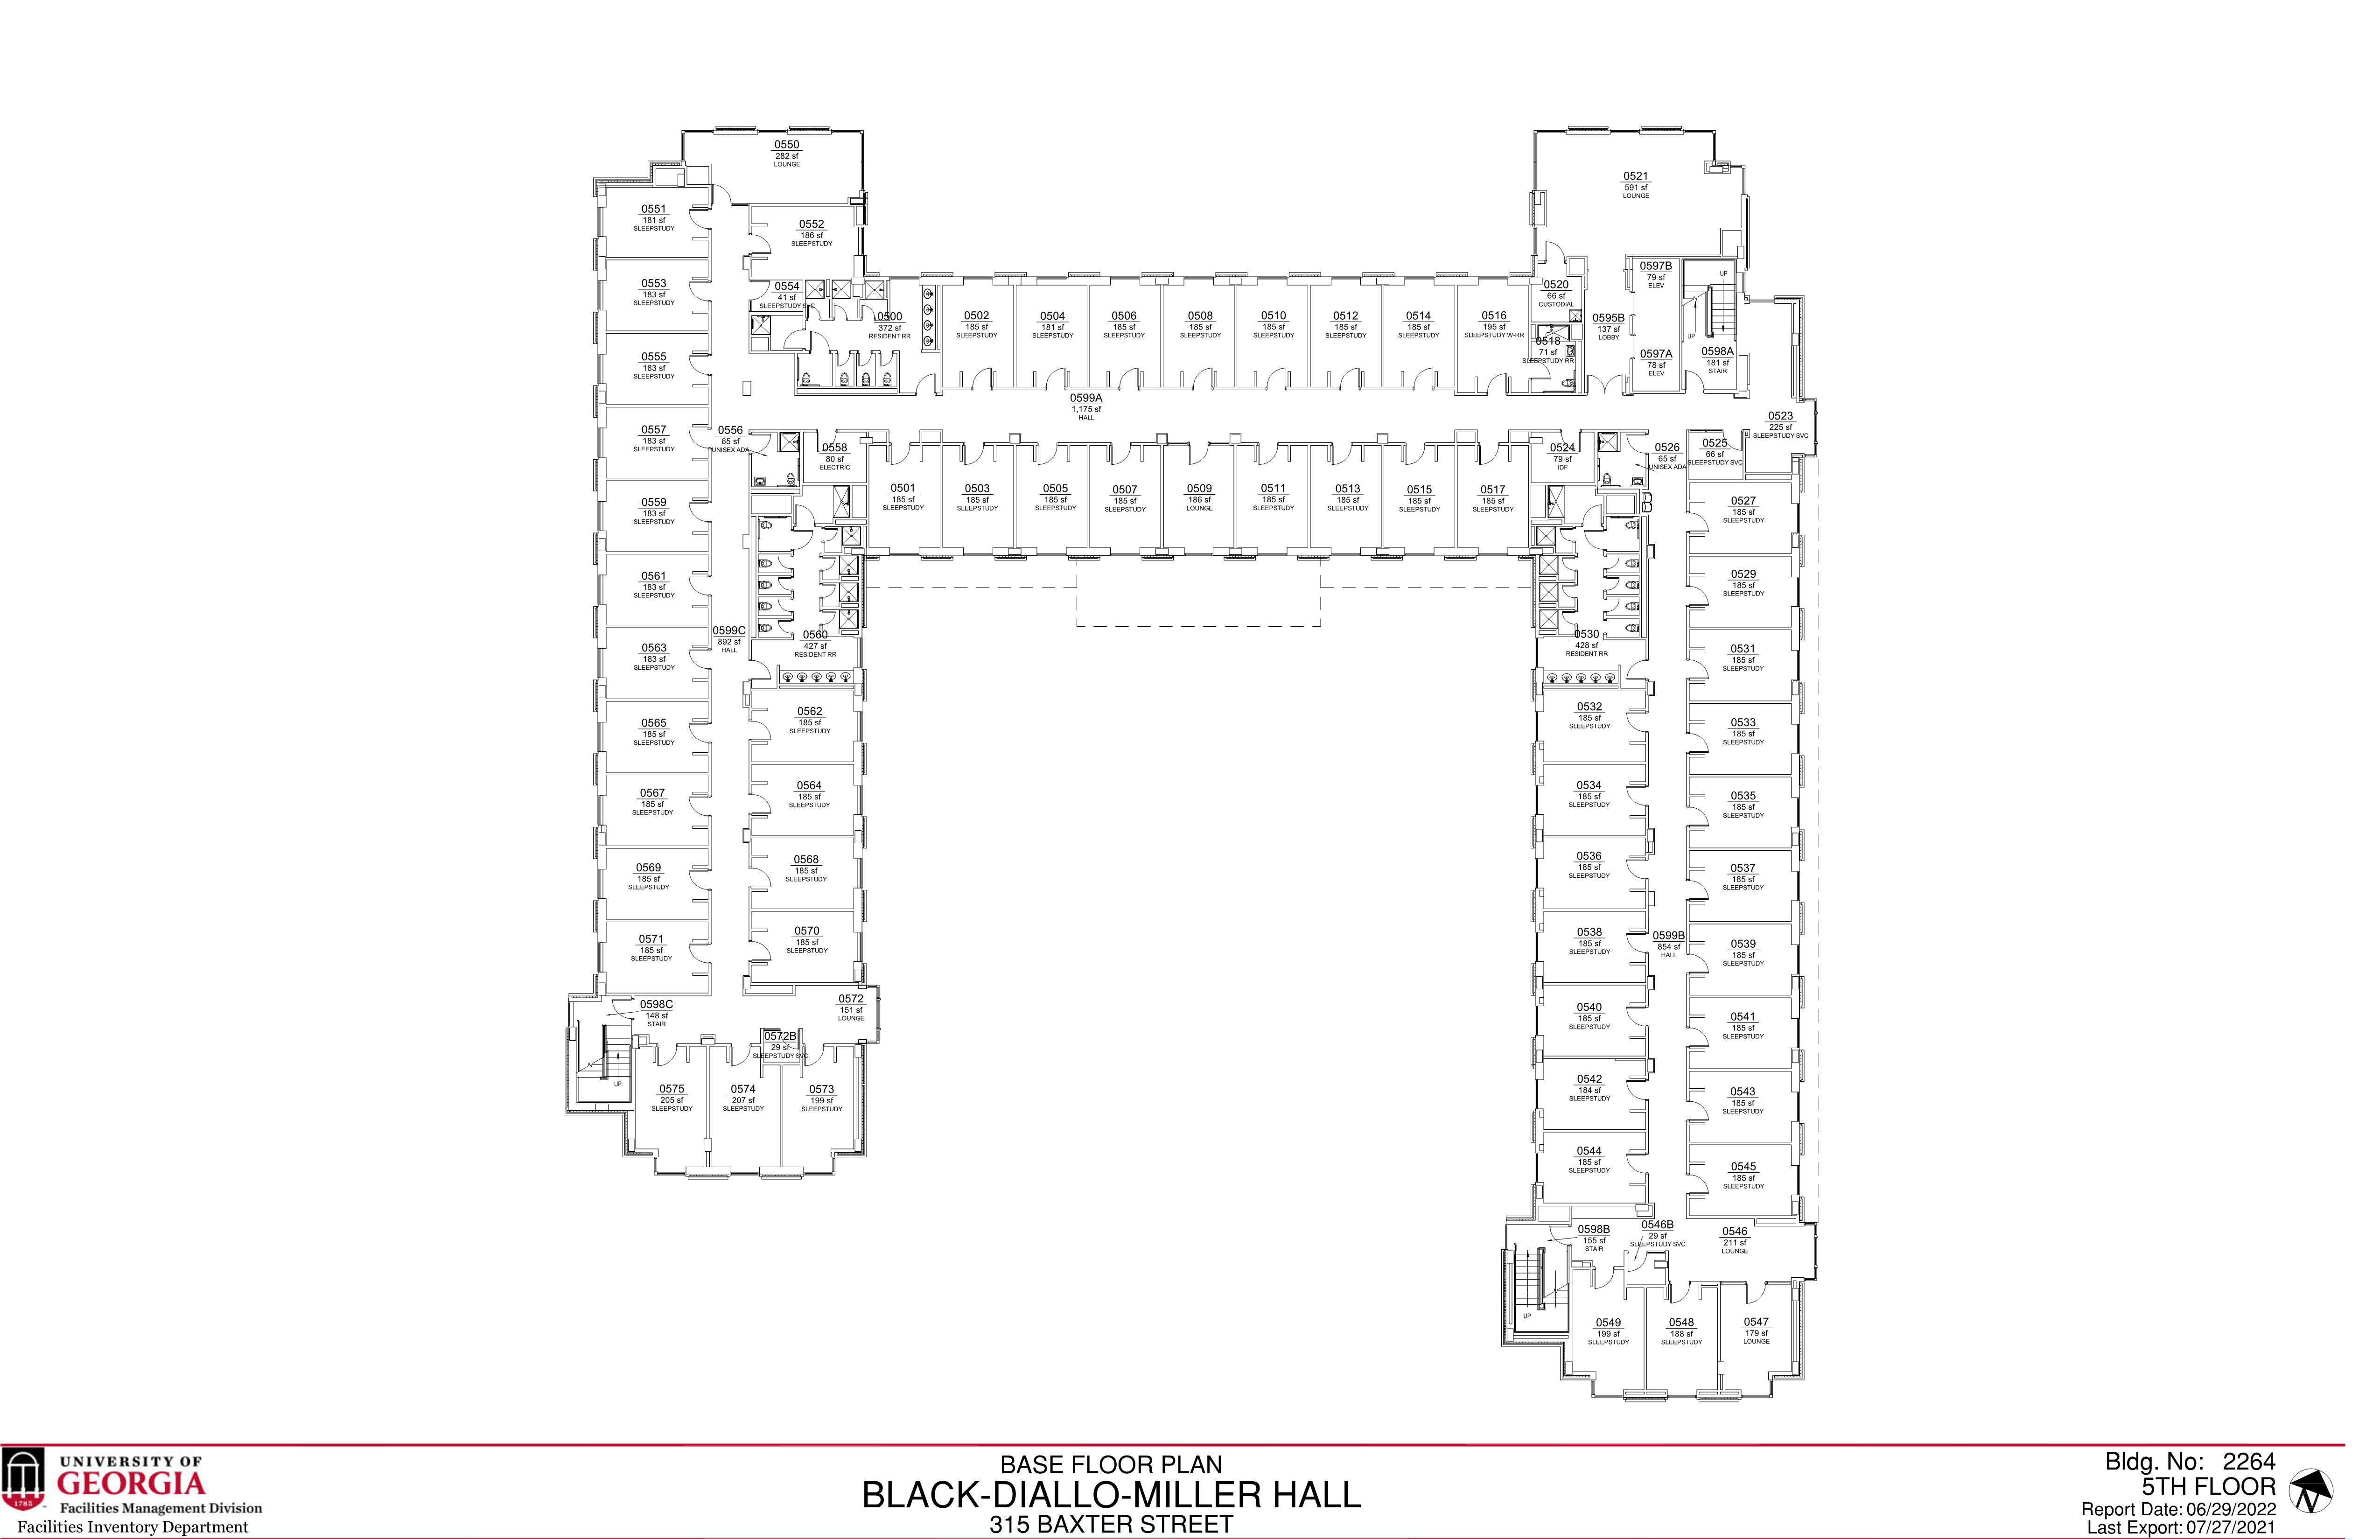 0550
282 sf
LOUNGE
0551
181 sf
SLEEPSTUDY
0552
186 sf
SLEEPSTUDY
0553
183 sf
SLEEPSTUDY
0554
41 sf
SLEEPSTUDY SVC
0500
372 sf
RESIDENT RR
0502
185 sf
SLEEPSTUDY
0504
181 sf
SLEEPSTUDY
0506
185 sf
SLEEPSTUDY
0508
185 sf
SLEEPSTUDY
0510
185 sf
SLEEPSTUDY
0512
185 sf
SLEEPSTUDY
0514
185 sf
SLEEPSTUDY
0516
195 sf
SLEEPSTUDY W-RR
0518
71 sf
SLEEPSTUDY RR
0520
66 sf
CUSTODIAL
0521
591 sf
LOUNGE
0595B
137 sf
LOBBY
0597B
79 sf
ELEV
0597A
78 sf
ELEV
UP
UP
0598A
181 sf
STAIR
0523
225 sf
SLEEPSTUDY SVC
0525
66 sf
SLEEPSTUDY SVC
0526
65 sf
UNISEX ADA
0524
79 sf
IDF
0599A
1,175 sf
HALL
0555
183 sf
SLEEPSTUDY
0557
183 sf
SLEEPSTUDY
0556
65 sf
UNISEX ADA
0558
80 sf
ELECTRIC
0501
185 sf
SLEEPSTUDY
0503
185 sf
SLEEPSTUDY
0505
185 sf
SLEEPSTUDY
0507
185 sf
SLEEPSTUDY
0509
186 sf
LOUNGE
0511
185 sf
SLEEPSTUDY
0513
185 sf
SLEEPSTUDY
0515
185 sf
SLEEPSTUDY
0517
185 sf
SLEEPSTUDY
0527
185 sf
SLEEPSTUDY
0529
185 sf
SLEEPSTUDY
0531
185 sf
SLEEPSTUDY
0533
185 sf
SLEEPSTUDY
0535
185 sf
SLEEPSTUDY
0537
185 sf
SLEEPSTUDY
0539
185 sf
SLEEPSTUDY
0541
185 sf
SLEEPSTUDY
0543
185 sf
SLEEPSTUDY
0545
185 sf
SLEEPSTUDY
0559
183 sf
SLEEPSTUDY
0561
183 sf
SLEEPSTUDY
0563
183 sf
SLEEPSTUDY
0565
185 sf
SLEEPSTUDY
0567
185 sf
SLEEPSTUDY
0569
185 sf
SLEEPSTUDY
0571
185 sf
SLEEPSTUDY
0599C
892 sf
HALL
0560
427 sf
RESIDENT RR
0562
185 sf
SLEEPSTUDY
0564
185 sf
SLEEPSTUDY
0568
185 sf
SLEEPSTUDY
0570
185 sf
SLEEPSTUDY
0530
428 sf
RESIDENT RR
0532
185 sf
SLEEPSTUDY
0534
185 sf
SLEEPSTUDY
0536
185 sf
SLEEPSTUDY
0538
185 sf
SLEEPSTUDY
0540
185 sf
SLEEPSTUDY
0542
184 sf
SLEEPSTUDY
0544
185 sf
SLEEPSTUDY
0599B
854 sf
HALL
0598C
148 sf
STAIR
UP
0572
151 sf
LOUNGE
0572B
29 sf
SLEEPSTUDY SVC
0575
205 sf
SLEEPSTUDY
0574
207 sf
SLEEPSTUDY
0573
199 sf
SLEEPSTUDY
0598B
155 sf
STAIR
UP
0546B
29 sf
SLEEPSTUDY SVC
0546
211 sf
LOUNGE
0549
199 sf
SLEEPSTUDY
0548
188 sf
SLEEPSTUDY
0547
179 sf
LOUNGE
1785
UNIVERSITY OF
GEORGIA
Facilities Management Division
Facilities Inventory Department
BASE FLOOR PLAN
BLACK-DIALLO-MILLER HALL
315 BAXTER STREET
Bldg. No: 2264
5TH FLOOR
Report Date: 06/29/2022
Last Export: 07/27/2021
N